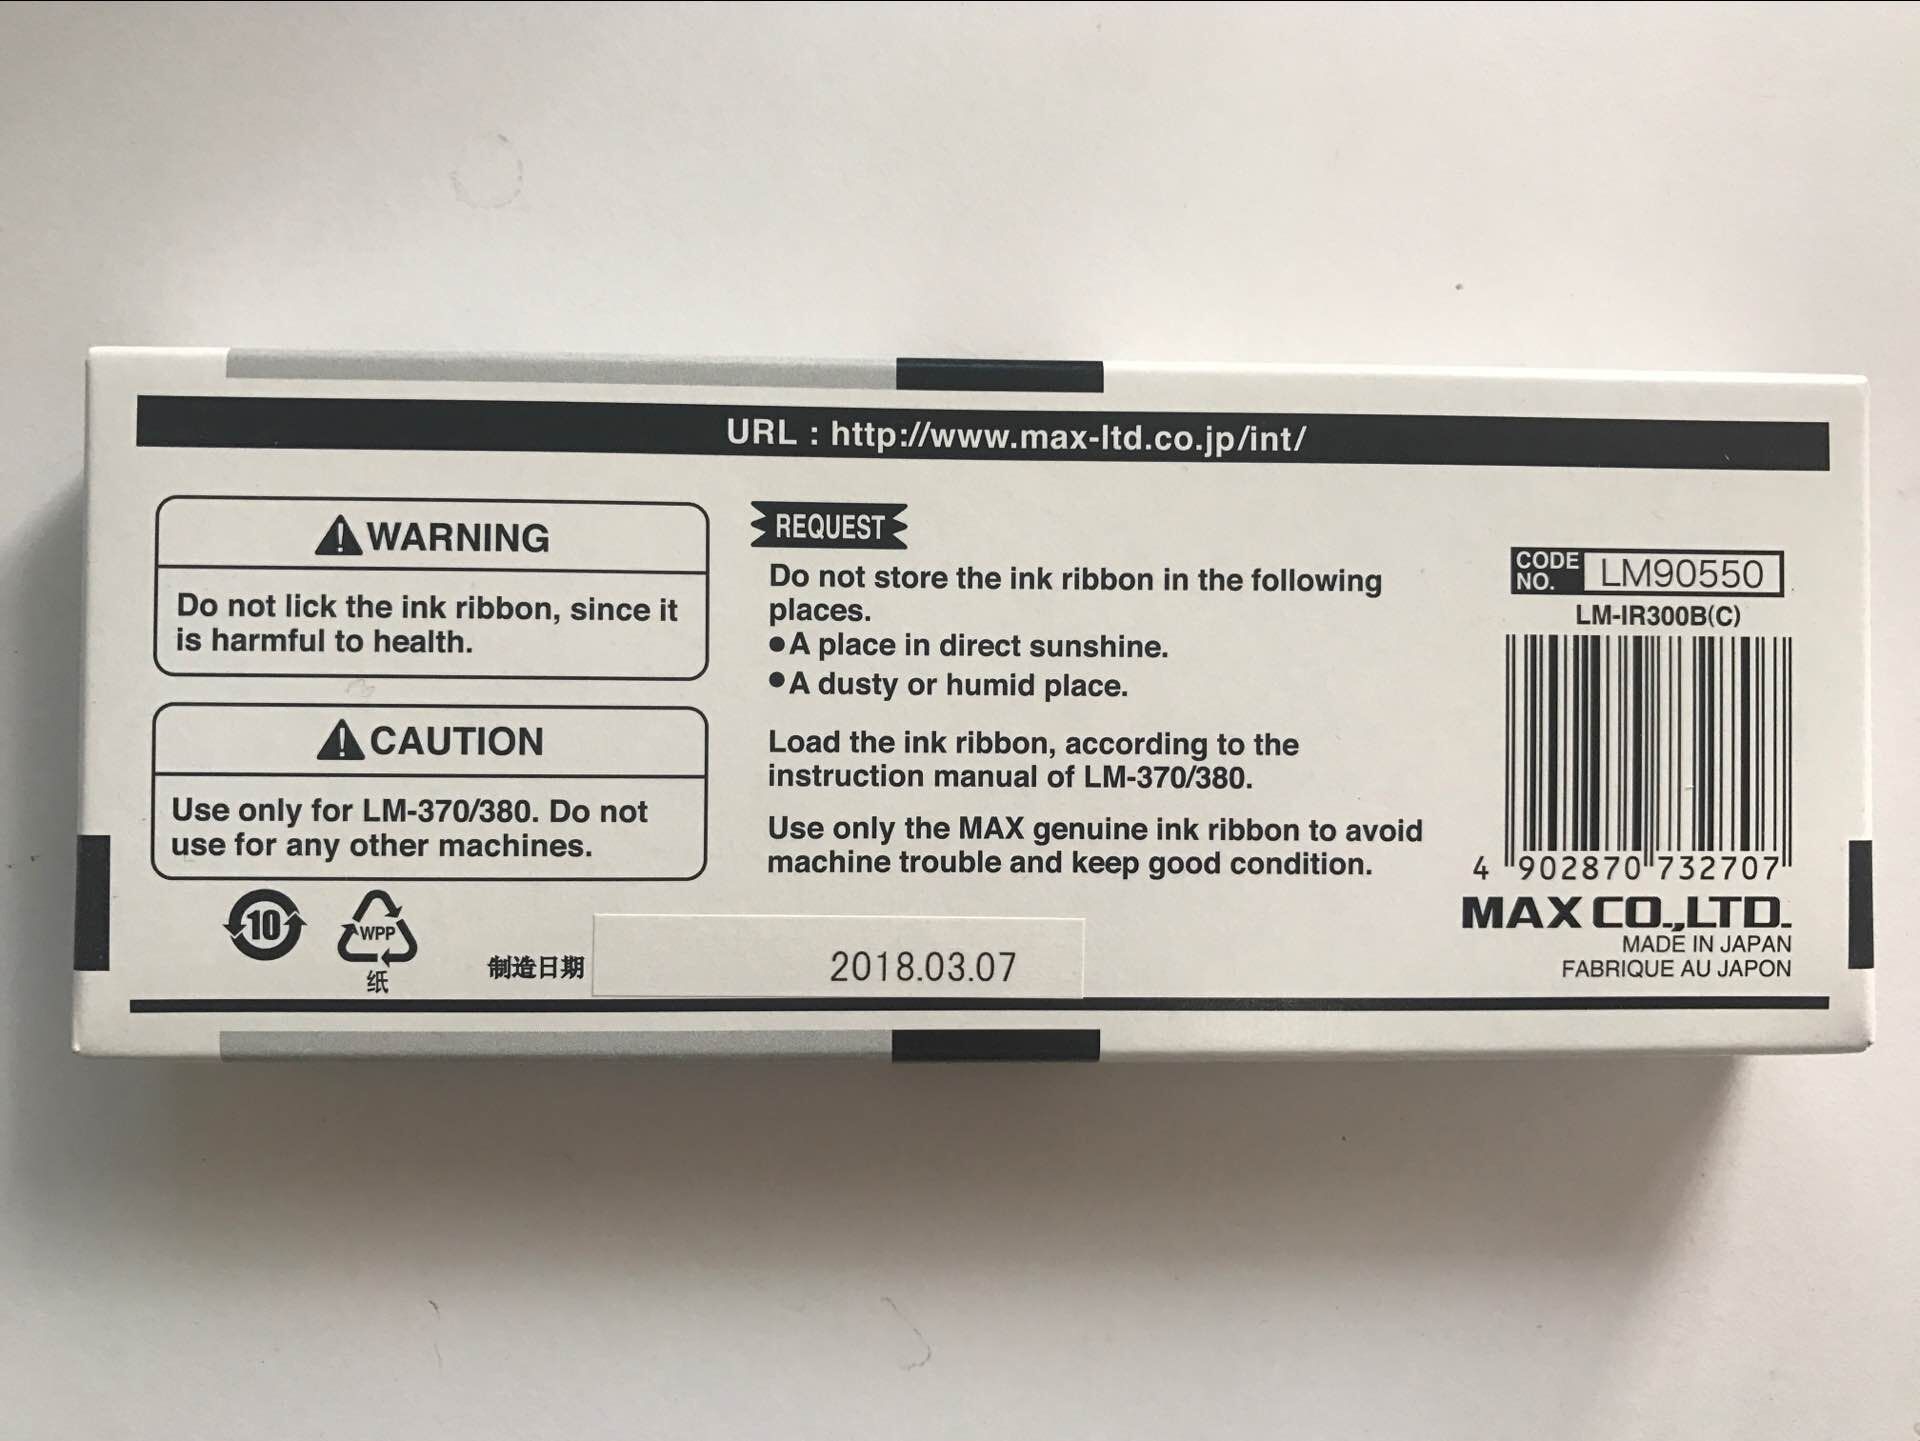 URL : http://www.max-ltd.co.jp/int/
WARNING
Do not lick the ink ribbon, since it
is harmful to health.
CAUTION
Use only for LM-370/380. Do not
use for any other machines.
10
WPP
纸
制造日期
2018.03.07
REQUEST
Do not store the ink ribbon in the following
places.
●A place in direct sunshine.
●A dusty or humid place.
Load the ink ribbon, according to the
instruction manual of LM-370/380.
Use only the MAX genuine ink ribbon to avoid
machine trouble and keep good condition.
CODE
NO.
LM90550
LM-IR300B(C)
4 902870 732707
MAX CO.,LTD.
MADE IN JAPAN
FABRIQUE AU JAPON